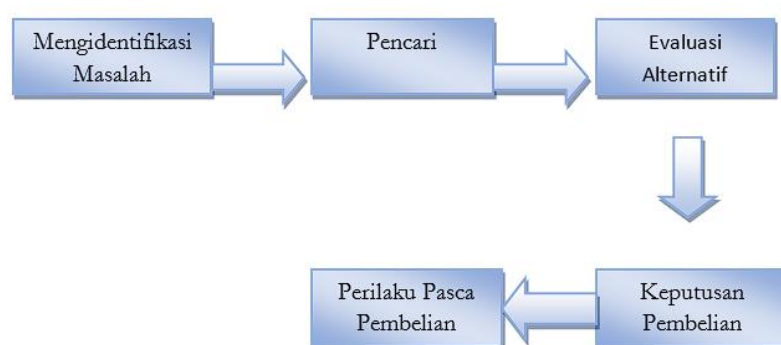 Mengidentifikasi
Masalah
Pencari
Evaluasi
Alternatif
Keputusan
Pembelian
Perilaku Pasca
Pembelian